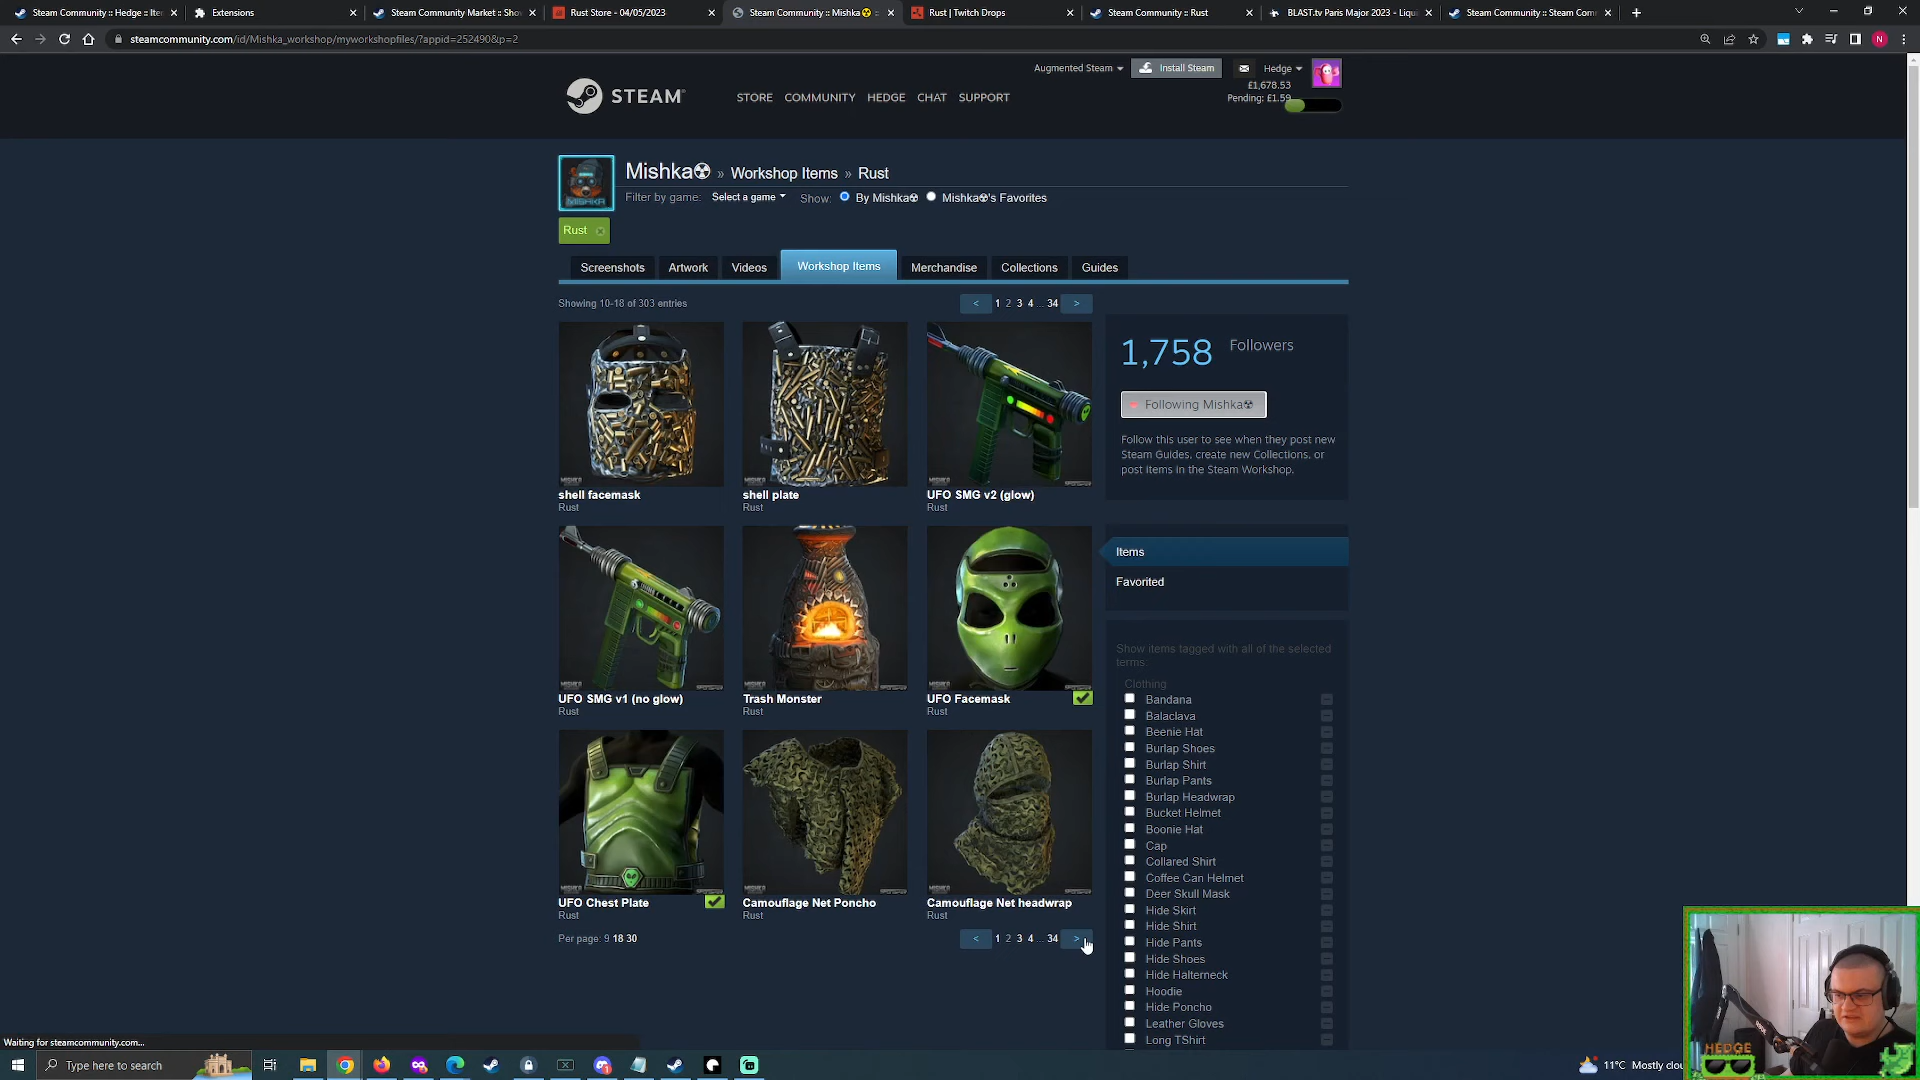 Steam Community :: Hedge :: Ite
Extensions
Steam Community Market :: Sho
Rust Store - 04/05/2023
Steam Community :: Mishka☢ ::
Rust | Twitch Drops
Steam Community :: Rust
BLAST.tv Paris Major 2023 - Liqui
Steam Community :: Steam Com
steamcommunity.com/id/Mishka_workshop/myworkshopfiles/?appid=252490&p=2
N
Augmented Steam
Install Steam
Hedge
£1,678.53
Pending: £1.59
STEAM
STORE COMMUNITY HEDGE CHAT SUPPORT
Mishka☢ » Workshop Items » Rust
Filter by game: Select a game Show: By Mishka☢ Mishka☢'s Favorites
Rust
Screenshots Artwork Videos Workshop Items Merchandise Collections Guides
Showing 10-18 of 303 entries
< 1 2 3 4 ... 34 >
shell facemask
Rust
shell plate
Rust
UFO SMG v2 (glow)
Rust
UFO SMG v1 (no glow)
Rust
Trash Monster
Rust
UFO Facemask
Rust
UFO Chest Plate
Rust
Camouflage Net Poncho
Rust
Camouflage Net headwrap
Rust
Per page: 9 18 30
< 1 2 3 4 ... 34 >
1,758 Followers
Following Mishka☢
Follow this user to see when they post new
Steam Guides, create new Collections, or
post items in the Steam Workshop.
Items
Favorited
Show items tagged with all of the selected
terms:
Clothing
Bandana
Balaclava
Beenie Hat
Burlap Shoes
Burlap Shirt
Burlap Pants
Burlap Headwrap
Bucket Helmet
Boonie Hat
Cap
Collared Shirt
Coffee Can Helmet
Deer Skull Mask
Hide Skirt
Hide Shirt
Hide Pants
Hide Shoes
Hide Halterneck
Hoodie
Hide Poncho
Leather Gloves
Long TShirt
HEDGE
Waiting for steamcommunity.com...
Type here to search
11°C Mostly clou